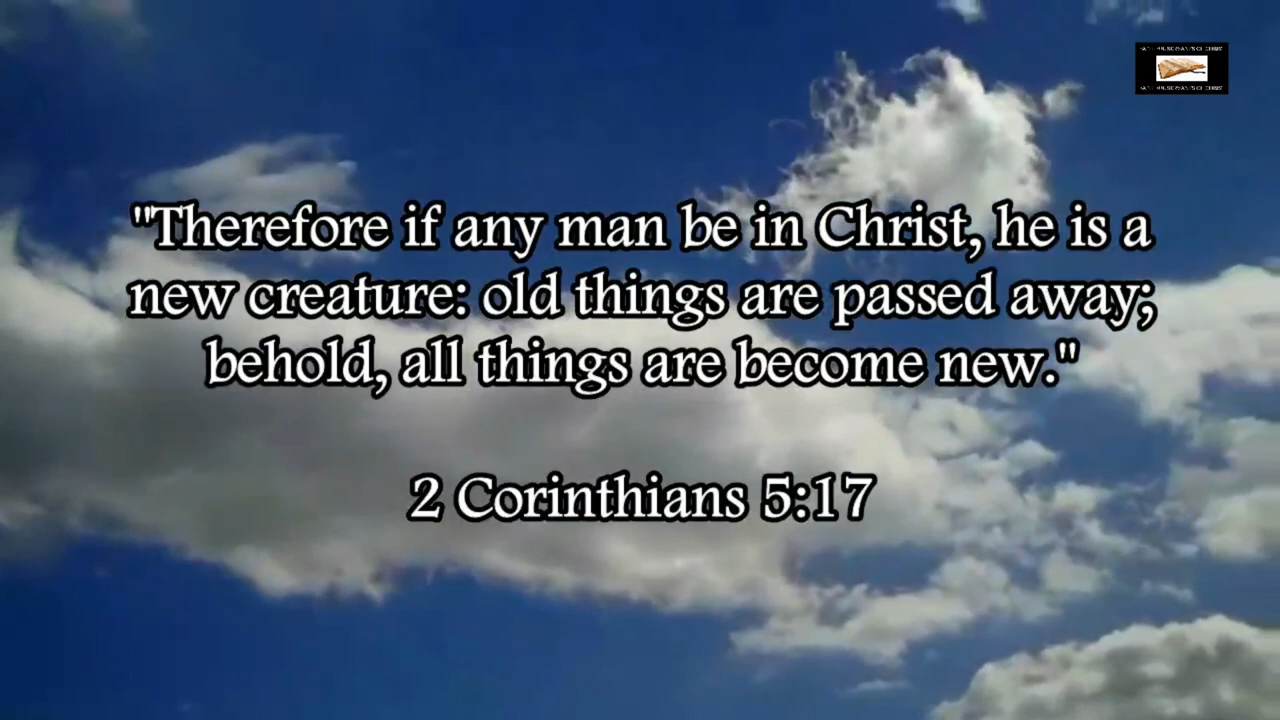 "Therefore if any man be in Christ, he is a
new creature: old things are passed away;
behold, all things are become new."
2 Corinthians 5:17